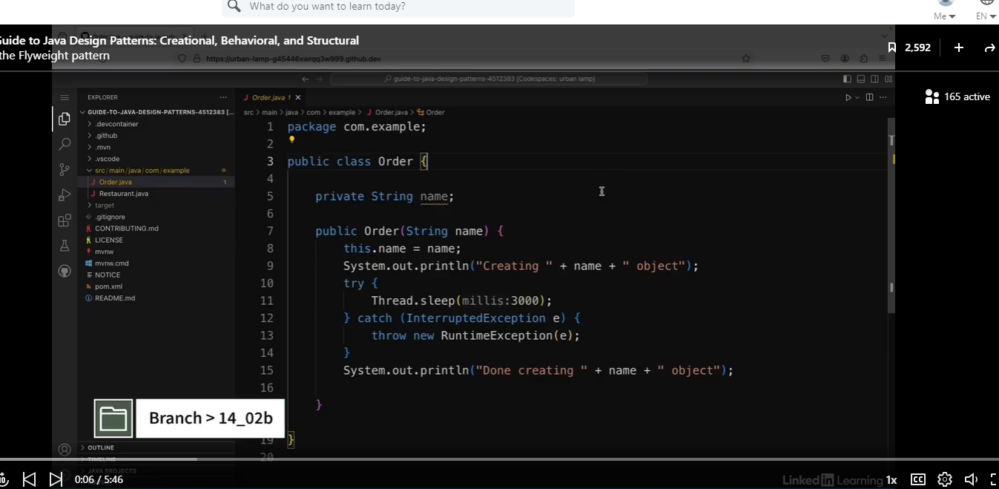 What do you want to learn today?
Me
EN
Guide to Java Design Patterns: Creational, Behavioral, and Structural
the Flyweight pattern
https://urban-lamp-g45446xwrqq3w999.github.dev
2,592
guide-to-java-design-patterns-4512383 [Codespaces: urban lamp]
165 active
EXPLORER
GUIDE-TO-JAVA-DESIGN-PATTERNS-4512383 [...
.devcontainer
.github
.mvn
.vscode
src/main/java/com/example
Order.java 1
Restaurant.java
target
.gitignore
CONTRIBUTING.md
LICENSE
mvnw
mvnw.cmd
NOTICE
pom.xml
README.md
OUTLINE
TIMELINE
JAVA PROJECTS
Order.java 1
src > main > java > com > example > Order.java > Order
1 package com.example;
2
3 public class Order {
4
5 private String name;
6
7 public Order(String name) {
8 this.name = name;
9 System.out.println("Creating " + name + " object");
10 try {
11 Thread.sleep(millis:3000);
12 } catch (InterruptedException e) {
13 throw new RuntimeException(e);
14 }
15 System.out.println("Done creating " + name + " object");
16
}
19 }
20
Branch > 14_02b
10
0:06 / 5:46
LinkedIn Learning
1x
CC